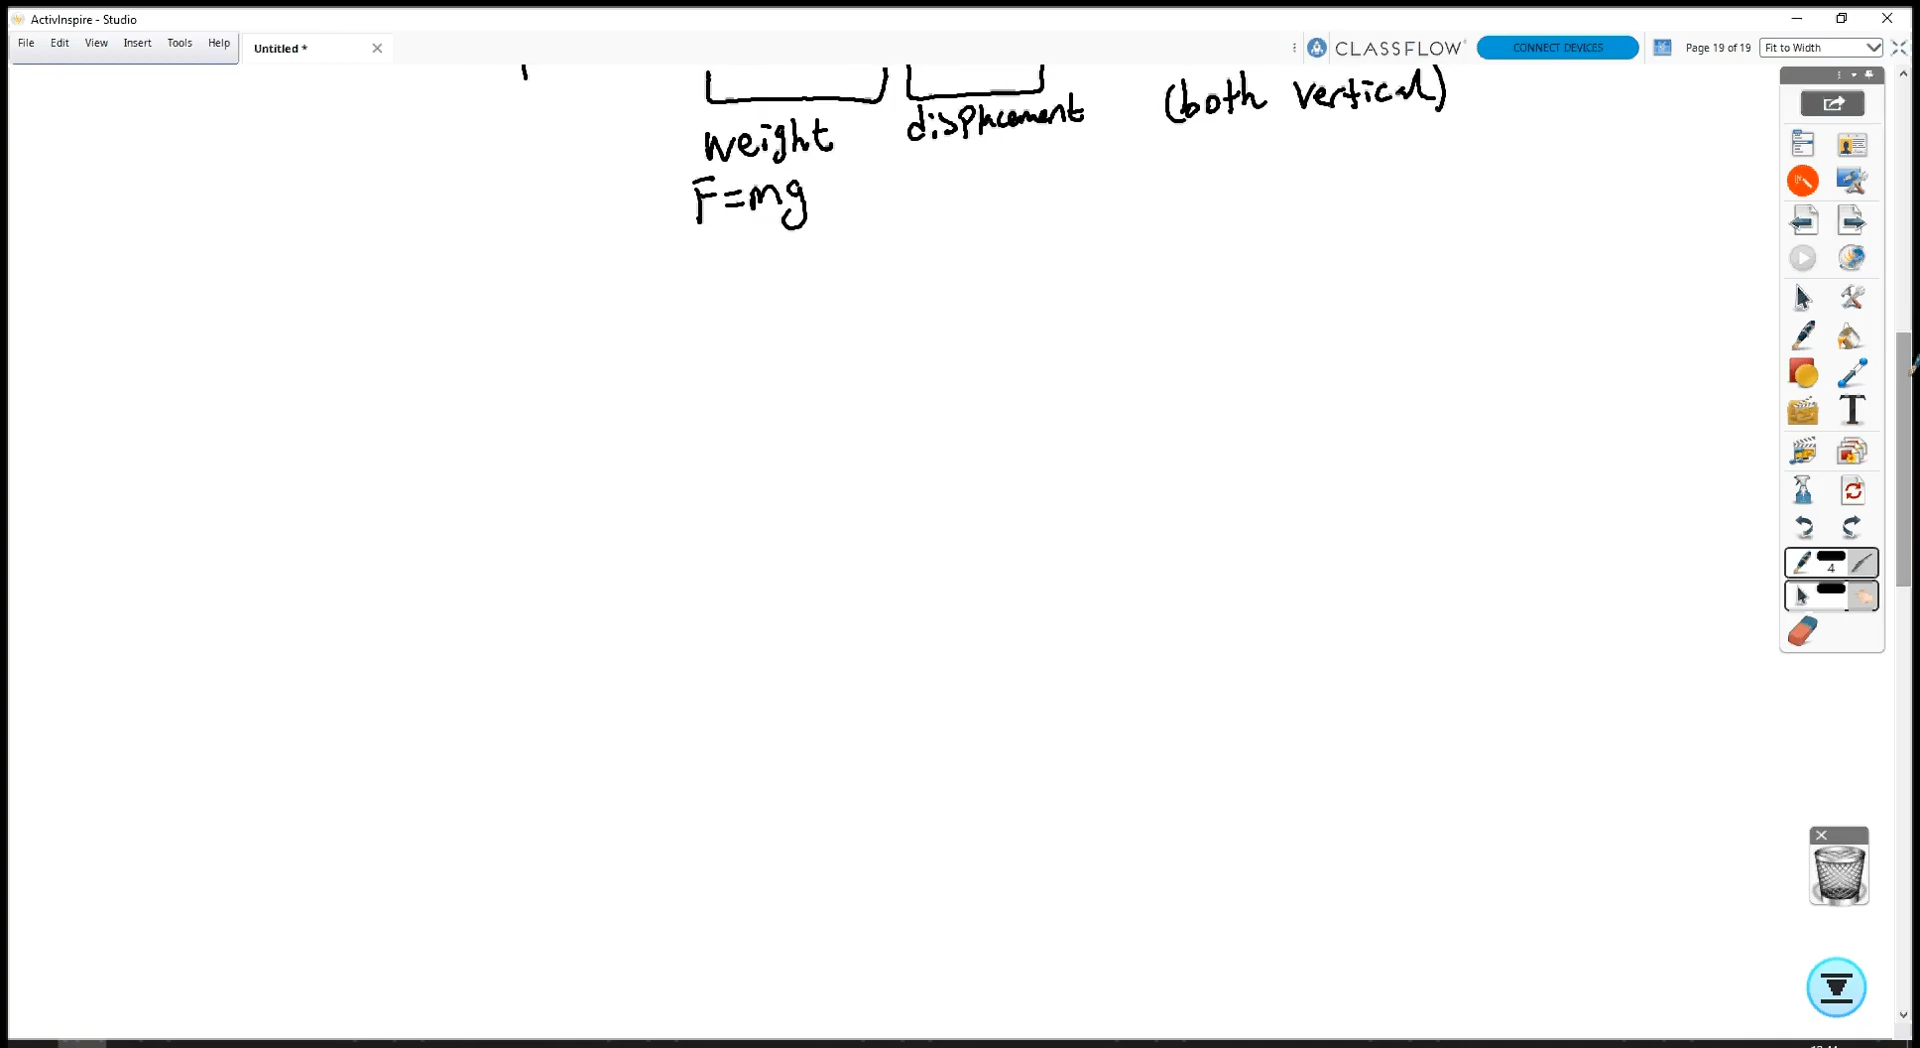 ActivInspire - Studio
File Edit View Insert Tools Help
Untitled *
CLASSFLOW
CONNECT DEVICES
Page 19 of 19
Fit to Width
(both vertical)
displacement
weight
F=mg
T
4